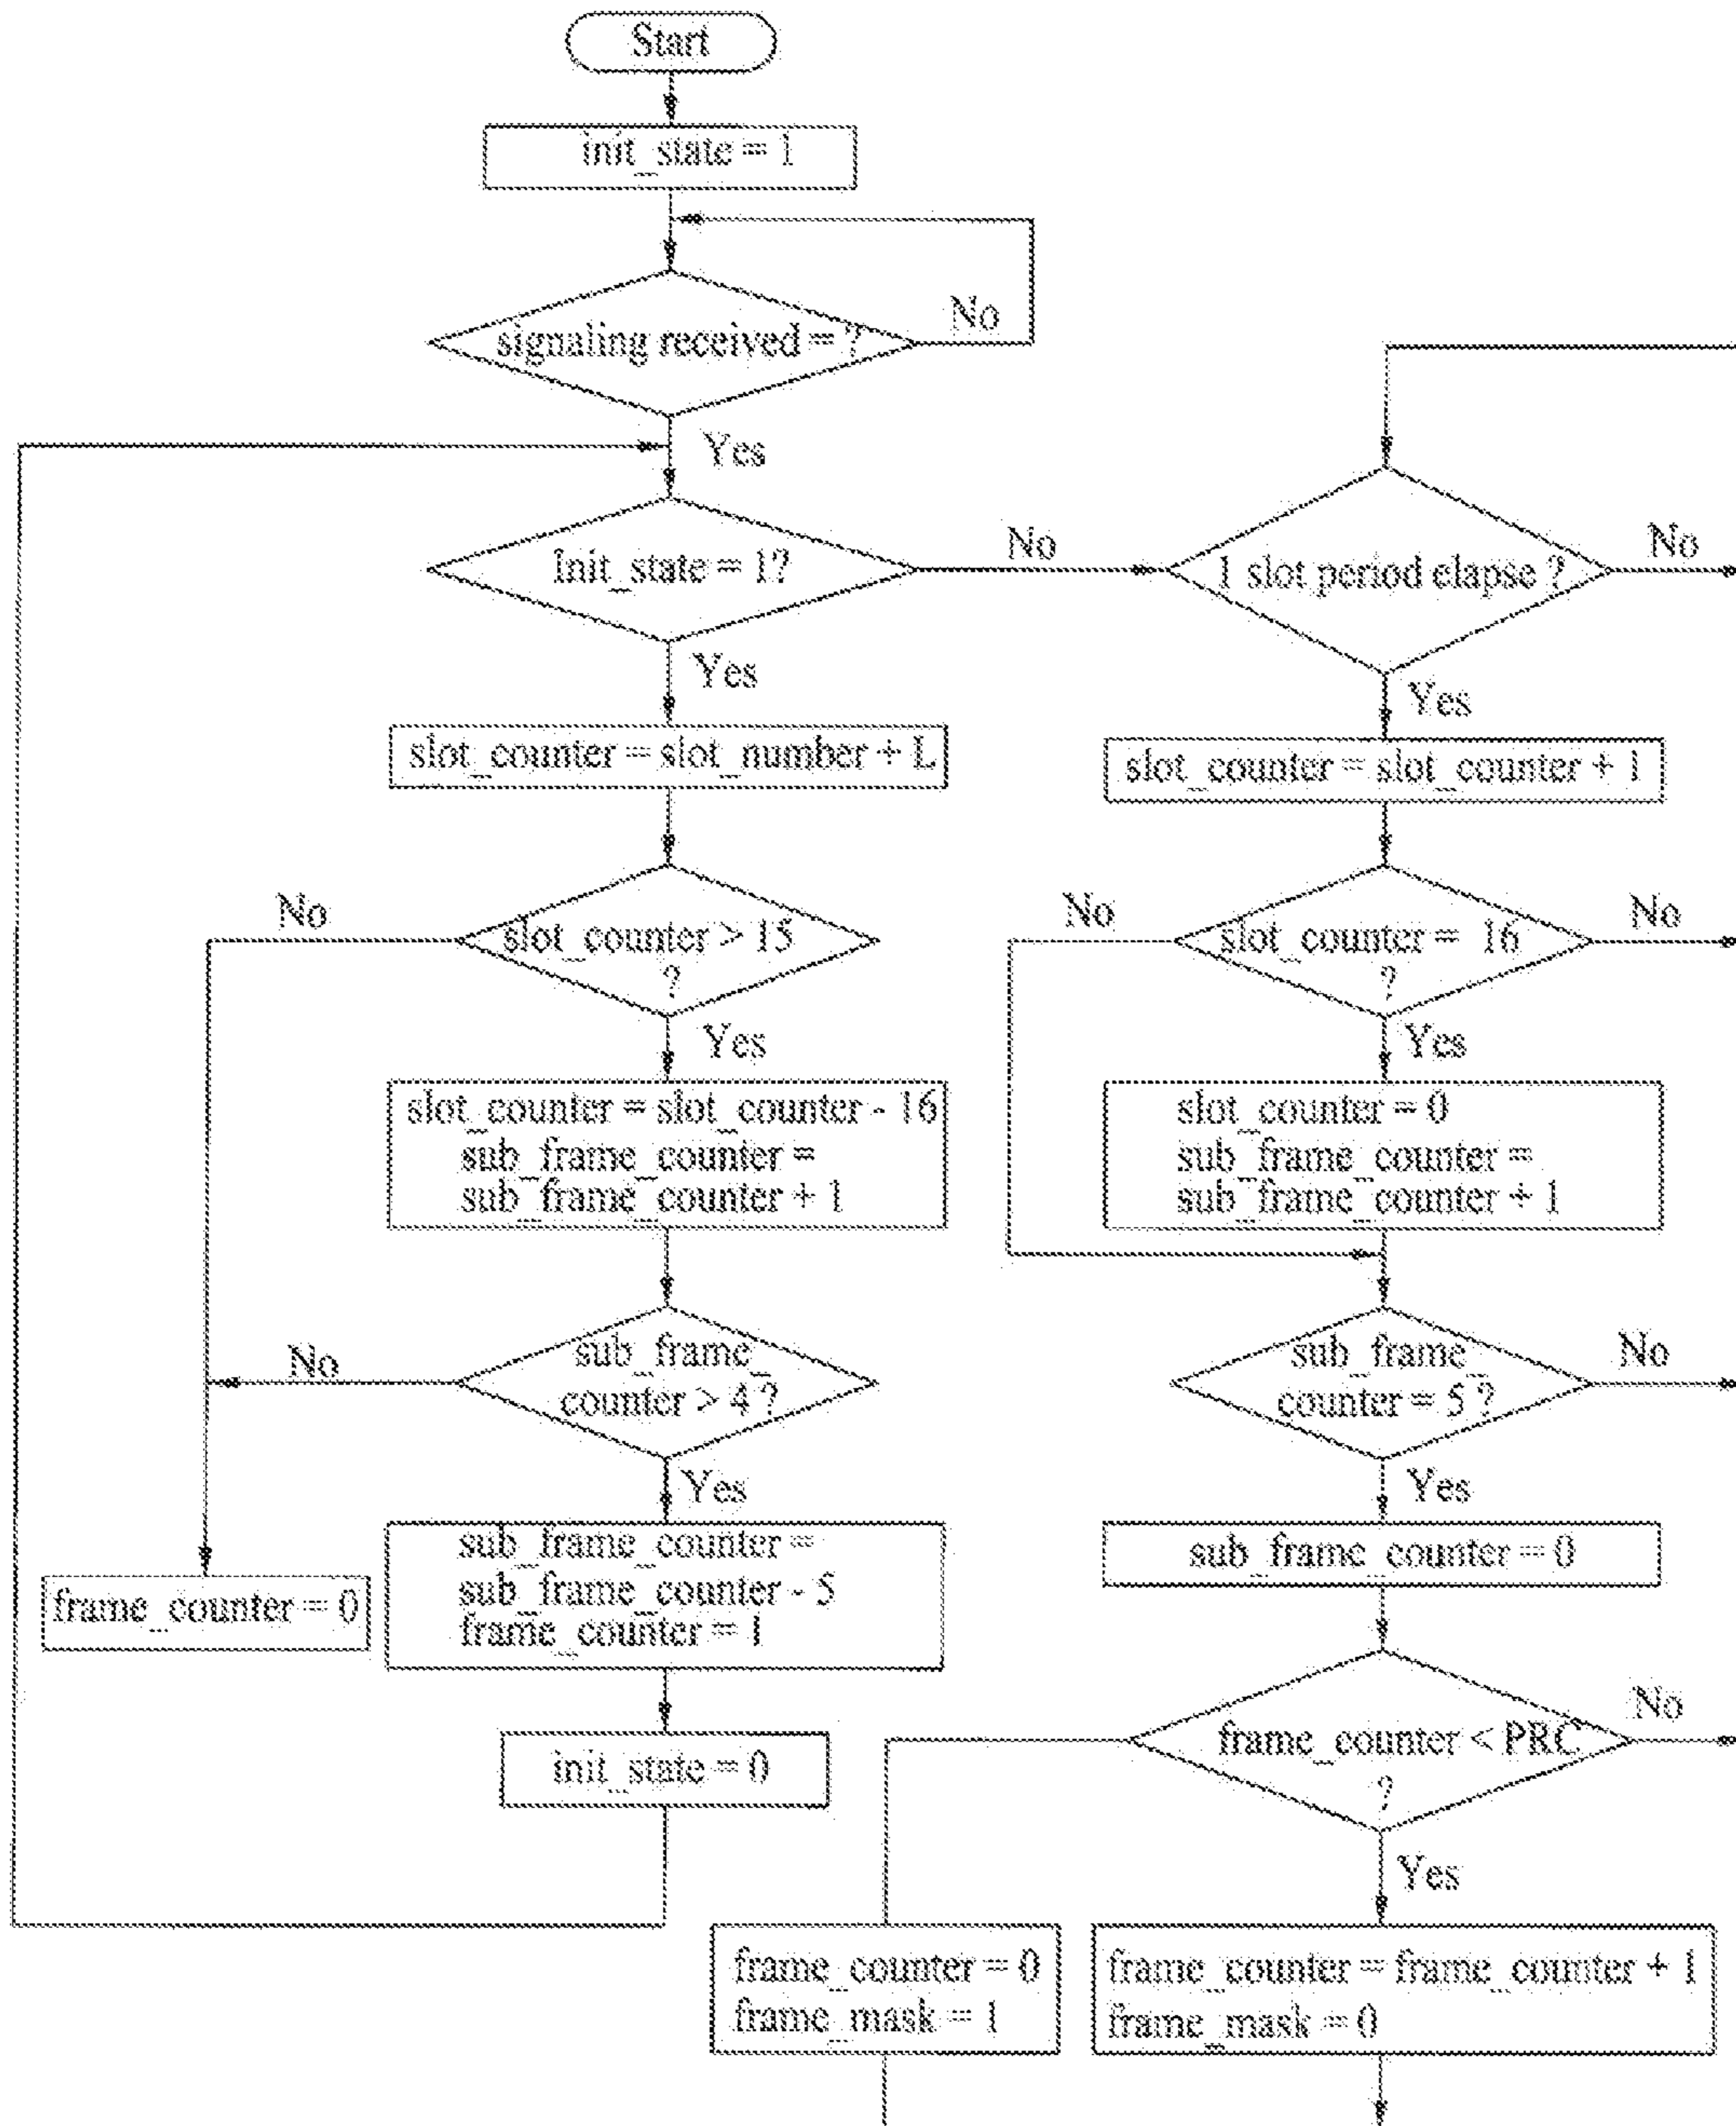 Start
init_state = 1
signaling received = ?
No
Yes
Init_state = 1?
No
1 slot period elapse ?
No
Yes
Yes
slot_counter = slot_number + L
slot_counter = slot_counter + 1
No
slot_counter > 15
?
No
slot_counter = 16
?
No
Yes
Yes
slot_counter = slot_counter - 16
sub_frame_counter =
sub_frame_counter + 1
slot_counter = 0
sub_frame_counter =
sub_frame_counter + 1
No
sub_frame_
counter > 4 ?
sub_frame_
counter = 5 ?
No
Yes
Yes
frame_counter = 0
sub_frame_counter =
sub_frame_counter - 5
frame_counter = 1
sub_frame_counter = 0
init_state = 0
frame_counter < PRC
?
No
Yes
frame_counter = 0
frame_mask = 1
frame_counter = frame_counter + 1
frame_mask = 0